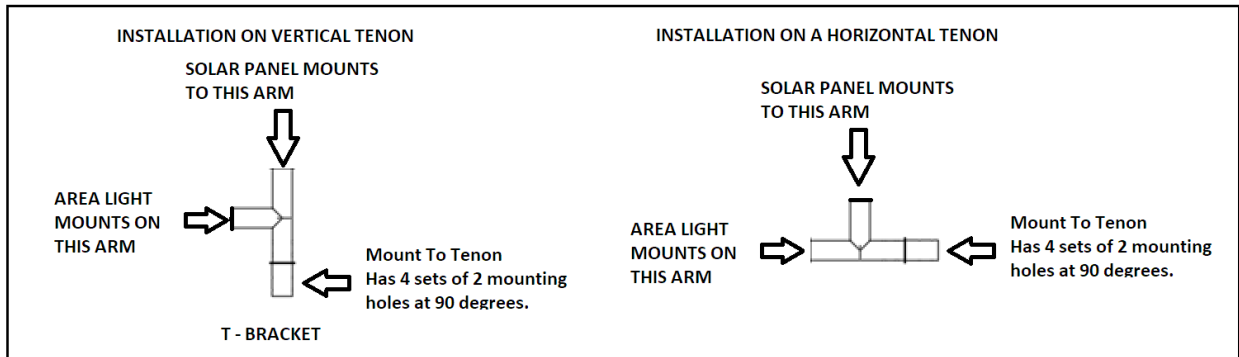 INSTALLATION ON VERTICAL TENON
SOLAR PANEL MOUNTS
TO THIS ARM
AREA LIGHT
MOUNTS ON
THIS ARM
Mount To Tenon
Has 4 sets of 2 mounting
holes at 90 degrees.
T - BRACKET
INSTALLATION ON A HORIZONTAL TENON
SOLAR PANEL MOUNTS
TO THIS ARM
AREA LIGHT
MOUNTS ON
THIS ARM
Mount To Tenon
Has 4 sets of 2 mounting
holes at 90 degrees.